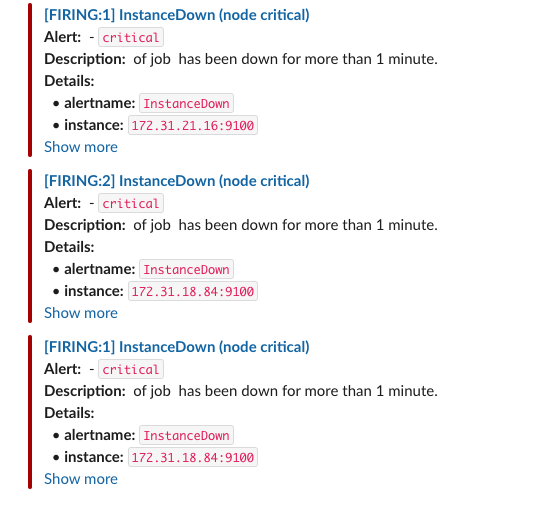 [FIRING:1] InstanceDown (node critical)
Alert: - critical
Description: of job has been down for more than 1 minute.
Details:
• alertname: InstanceDown
• instance: 172.31.21.16:9100
Show more
[FIRING:2] InstanceDown (node critical)
Alert: - critical
Description: of job has been down for more than 1 minute.
Details:
• alertname: InstanceDown
• instance: 172.31.18.84:9100
Show more
[FIRING:1] InstanceDown (node critical)
Alert: - critical
Description: of job has been down for more than 1 minute.
Details:
• alertname: InstanceDown
• instance: 172.31.18.84:9100
Show more